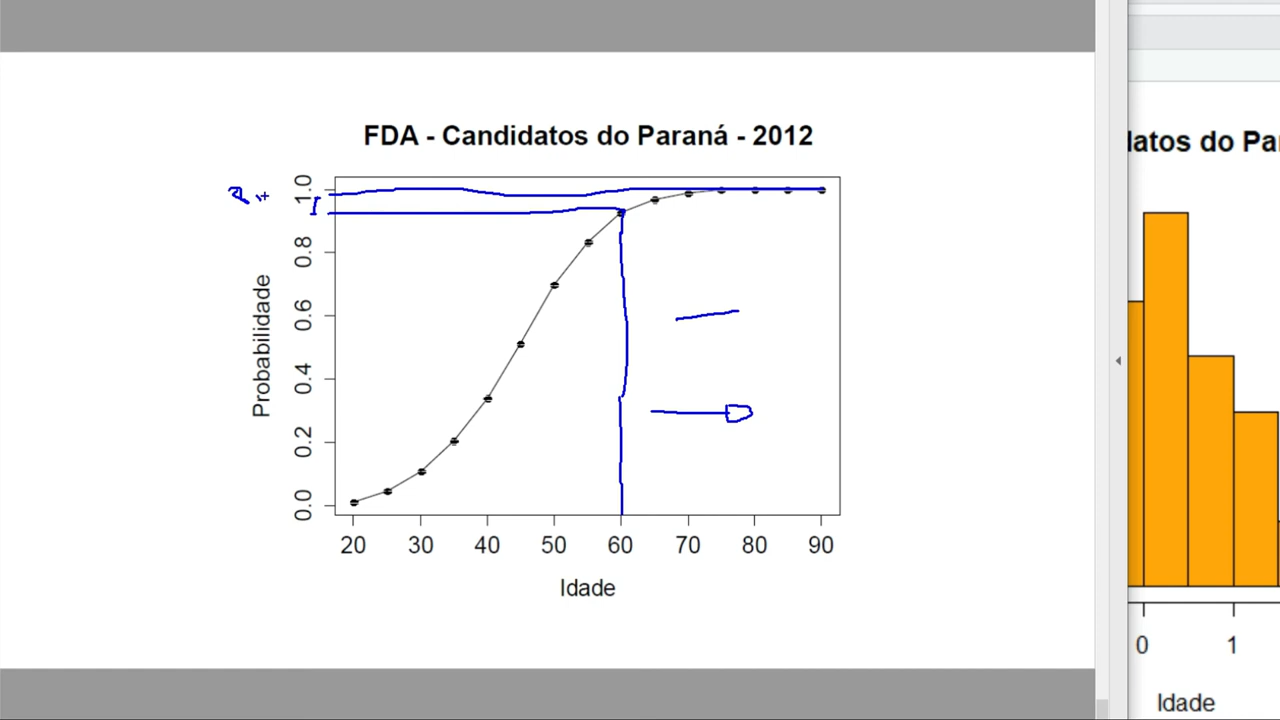 FDA - Candidatos do Paraná - 2012
Probabilidade
0.0 0.2 0.4 0.6 0.8 1.0
20 30 40 50 60 70 80 90
Idade
latos do Pa
0 1
Idade